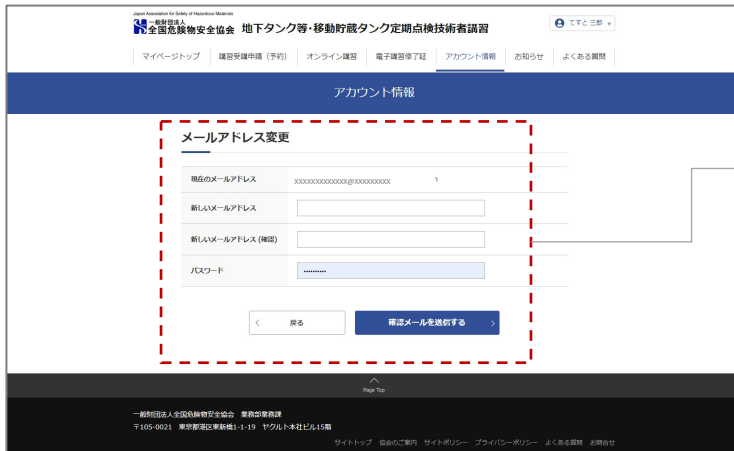 Japan Association for Safety of Hazardous Materials
一般財団法人
全国危険物安全協会 地下タンク等・移動貯蔵タンク定期点検技術者講習
てすと 三郎
マイページトップ 講習受講申請（予約） オンライン講習 電子講習修了証 アカウント情報 お知らせ よくある質問
アカウント情報
メールアドレス変更
現在のメールアドレス xxxxxxxxxxxxx@xxxxxxxxx
新しいメールアドレス
新しいメールアドレス (確認)
パスワード ••••••••••
戻る 確認メールを送信する
Page Top
一般財団法人全国危険物安全協会 業務部業務課
〒105-0021 東京都港区東新橋1-1-19 ヤクルト本社ビル15階
サイトトップ 協会のご案内 サイトポリシー プライバシーポリシー よくある質問 お問合せ